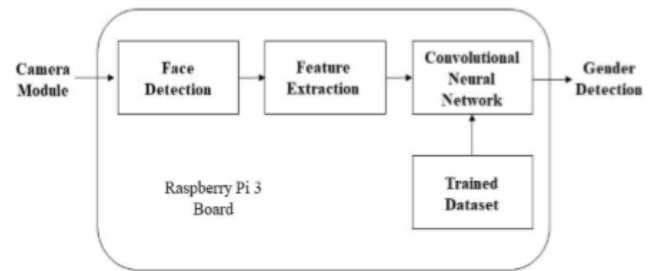 Camera
Module
Face
Detection
Feature
Extraction
Convolutional
Neural
Network
Gender
Detection
Trained
Dataset
Raspberry Pi 3
Board